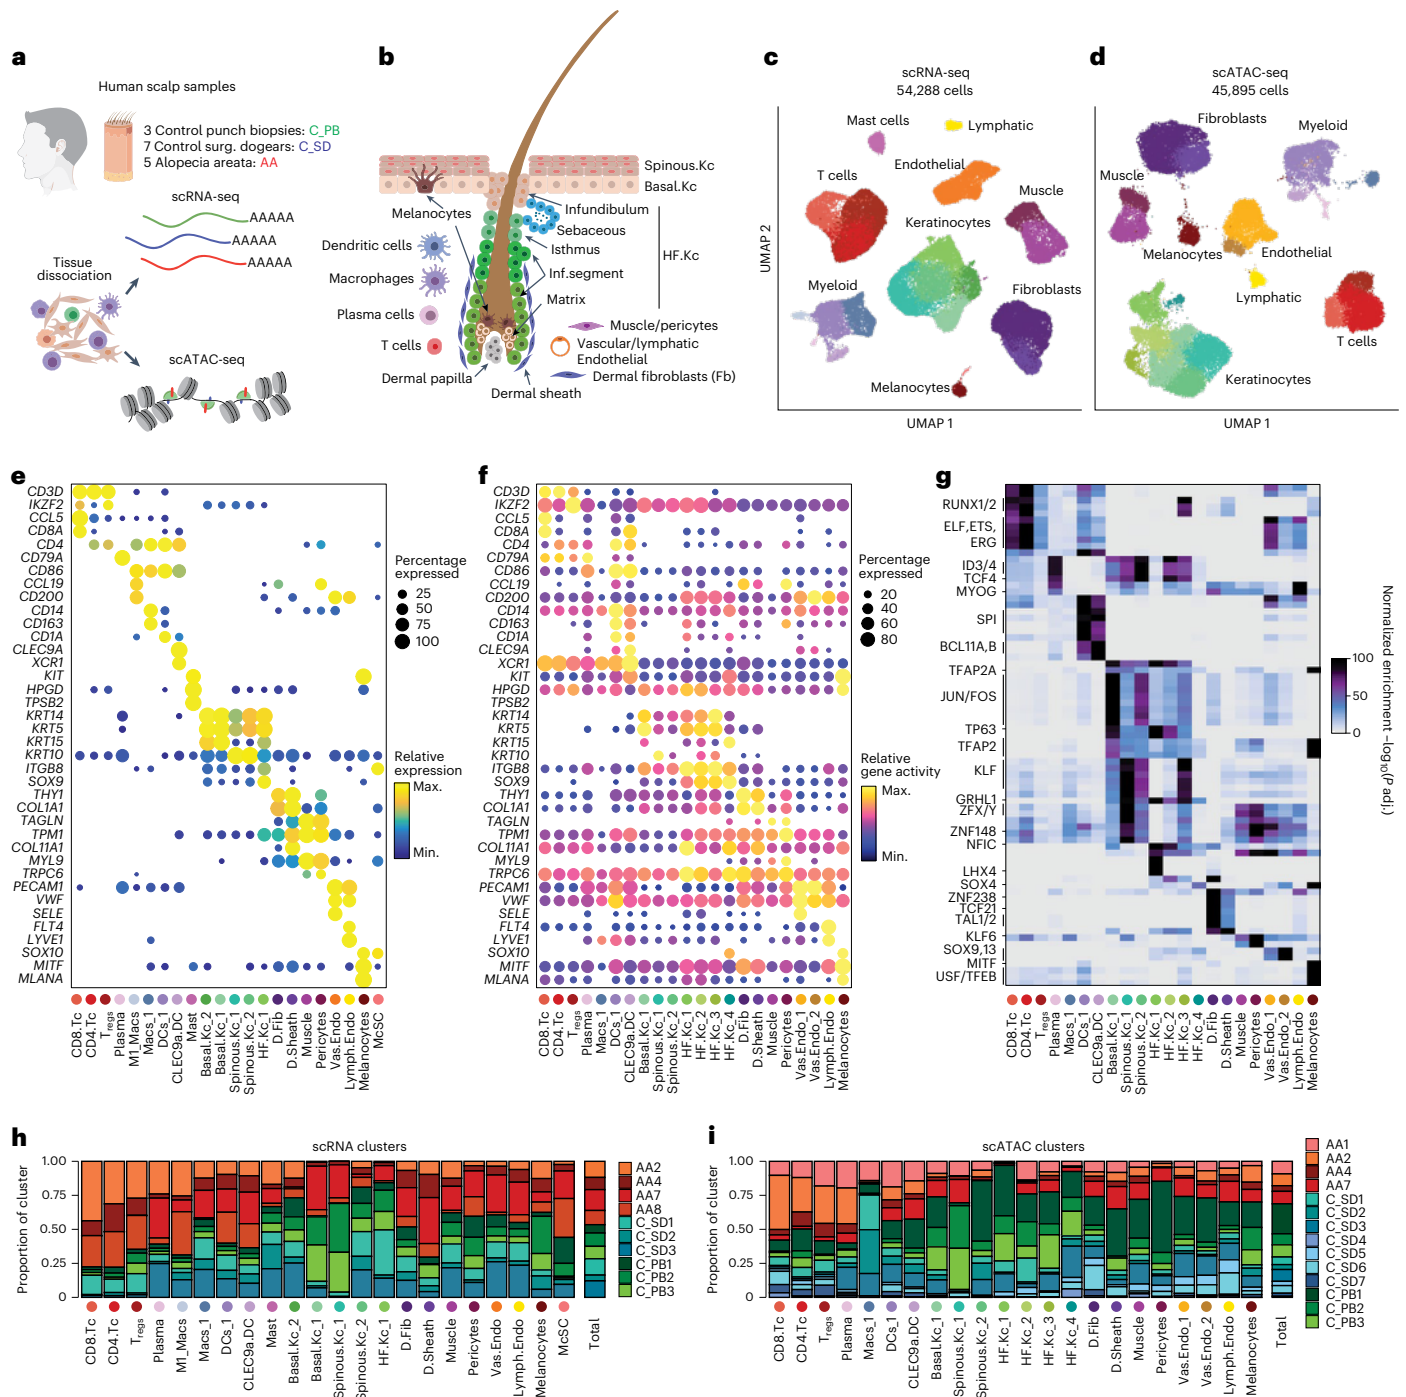 a
Human scalp samples
3 Control punch biopsies: C_PB
7 Control surg. dogears: C_SD
5 Alopecia areata: AA
scRNA-seq
AAAAA
AAAAA
AAAAA
Tissue
dissociation
scATAC-seq
b
Spinous.Kc
Basal.Kc
Melanocytes
Infundibulum
Sebaceous
Isthmus
Inf.segment
HF.Kc
Matrix
Dendritic cells
Macrophages
Plasma cells
T cells
Muscle/pericytes
Vascular/lymphatic
Endothelial
Dermal fibroblasts (Fb)
Dermal papilla
Dermal sheath
c
scRNA-seq
54,288 cells
Mast cells
Lymphatic
Endothelial
T cells
Muscle
Keratinocytes
Myeloid
Fibroblasts
Melanocytes
UMAP 2
UMAP 1
d
scATAC-seq
45,895 cells
Fibroblasts
Myeloid
Muscle
Melanocytes
Endothelial
Lymphatic
T cells
Keratinocytes
UMAP 1
e
CD3D
IKZF2
CCL5
CD8A
CD4
CD79A
CD86
CCL19
CD200
CD14
CD163
CD1A
CLEC9A
XCR1
KIT
HPGD
TPSB2
KRT14
KRT5
KRT15
KRT10
ITGB8
SOX9
THY1
COL1A1
TAGLN
TPM1
COL11A1
MYL9
TRPC6
PECAM1
VWF
SELE
FLT4
LYVE1
SOX10
MITF
MLANA
CD8.Tc
CD4.Tc
Tregs
Plasma
M1_Macs
Macs_1
DCs_1
CLEC9a.DC
Mast
Basal.Kc_2
Basal.Kc_1
Spinous.Kc_1
Spinous.Kc_2
HF.Kc_1
D.Fib
D.Sheath
Muscle
Pericytes
Vas.Endo
Lymph.Endo
Melanocytes
McSC
Percentage
expressed
25
50
75
100
Relative
expression
Max.
Min.
f
CD3D
IKZF2
CCL5
CD8A
CD4
CD79A
CD86
CCL19
CD200
CD14
CD163
CD1A
CLEC9A
XCR1
KIT
HPGD
TPSB2
KRT14
KRT5
KRT15
KRT10
ITGB8
SOX9
THY1
COL1A1
TAGLN
TPM1
COL11A1
MYL9
TRPC6
PECAM1
VWF
SELE
FLT4
LYVE1
SOX10
MITF
MLANA
CD8.Tc
CD4.Tc
Tregs
Plasma
Macs_1
DCs_1
CLEC9a.DC
Basal.Kc_1
Spinous.Kc_1
Spinous.Kc_2
HF.Kc_1
HF.Kc_2
HF.Kc_3
HF.Kc_4
D.Fib
D.Sheath
Muscle
Pericytes
Vas.Endo_1
Vas.Endo_2
Lymph.Endo
Melanocytes
Percentage
expressed
20
40
60
80
Relative
gene activity
Max.
Min.
g
RUNX1/2
ELF,ETS,
ERG
ID3/4
TCF4
MYOG
SPI
BCL11A,B
TFAP2A
JUN/FOS
TP63
TFAP2
KLF
GRHL1
ZFX/Y
ZNF148
NFIC
LHX4
SOX4
ZNF238
TCF21
TAL1/2
KLF6
SOX9,13
MITF
USF/TFEB
CD8.Tc
CD4.Tc
Tregs
Plasma
Macs_1
DCs_1
CLEC9a.DC
Basal.Kc_1
Spinous.Kc_1
Spinous.Kc_2
HF.Kc_1
HF.Kc_2
HF.Kc_3
HF.Kc_4
D.Fib
D.Sheath
Muscle
Pericytes
Vas.Endo_1
Vas.Endo_2
Lymph.Endo
Melanocytes
100
50
0
Normalized enrichment −log10(P adj.)
h
scRNA clusters
Proportion of cluster
1.00
0.75
0.50
0.25
0
CD8.Tc
CD4.Tc
Tregs
Plasma
M1_Macs
Macs_1
DCs_1
CLEC9a.DC
Mast
Basal.Kc_2
Basal.Kc_1
Spinous.Kc_1
Spinous.Kc_2
HF.Kc_1
D.Fib
D.Sheath
Muscle
Pericytes
Vas.Endo
Lymph.Endo
Melanocytes
McSC
Total
AA2
AA4
AA7
AA8
C_SD1
C_SD2
C_SD3
C_PB1
C_PB2
C_PB3
i
scATAC clusters
Proportion of cluster
1.00
0.75
0.50
0.25
0
CD8.Tc
CD4.Tc
Tregs
Plasma
Macs_1
DCs_1
CLEC9a.DC
Basal.Kc_1
Spinous.Kc_1
Spinous.Kc_2
HF.Kc_1
HF.Kc_2
HF.Kc_3
HF.Kc_4
D.Fib
D.Sheath
Muscle
Pericytes
Vas.Endo_1
Vas.Endo_2
Lymph.Endo
Melanocytes
Total
AA1
AA2
AA4
AA7
C_SD1
C_SD2
C_SD3
C_SD4
C_SD5
C_SD6
C_SD7
C_PB1
C_PB2
C_PB3